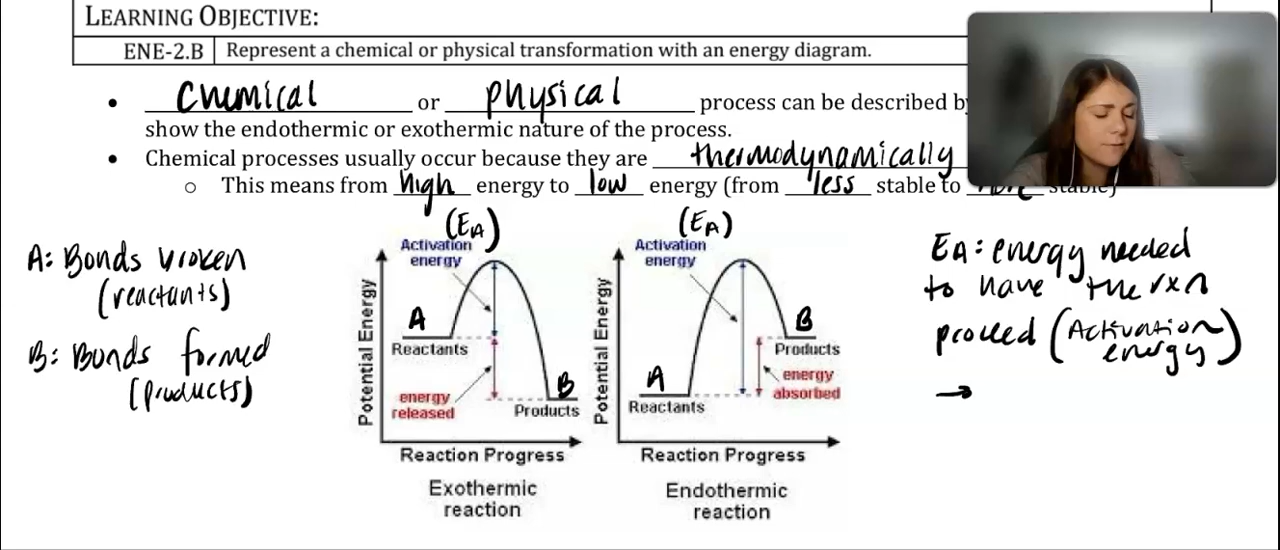 LEARNING OBJECTIVE:
ENE-2.B Represent a chemical or physical transformation with an energy diagram.
• chemical or physical process can be described by
show the endothermic or exothermic nature of the process.
• Chemical processes usually occur because they are thermodynamically
o This means from high energy to low energy (from less stable to more stable)
A: Bonds broken
(reactants)
B: Bonds formed
(products)
(EA)
Activation
energy
A
Reactants
energy
released
B
Products
Potential Energy
Reaction Progress
Exothermic
reaction
(EA)
Activation
energy
B
Products
energy
absorbed
A
Reactants
Potential Energy
Reaction Progress
Endothermic
reaction
EA: energy needed
to have the rxn
proceed (Activation
energy)
→